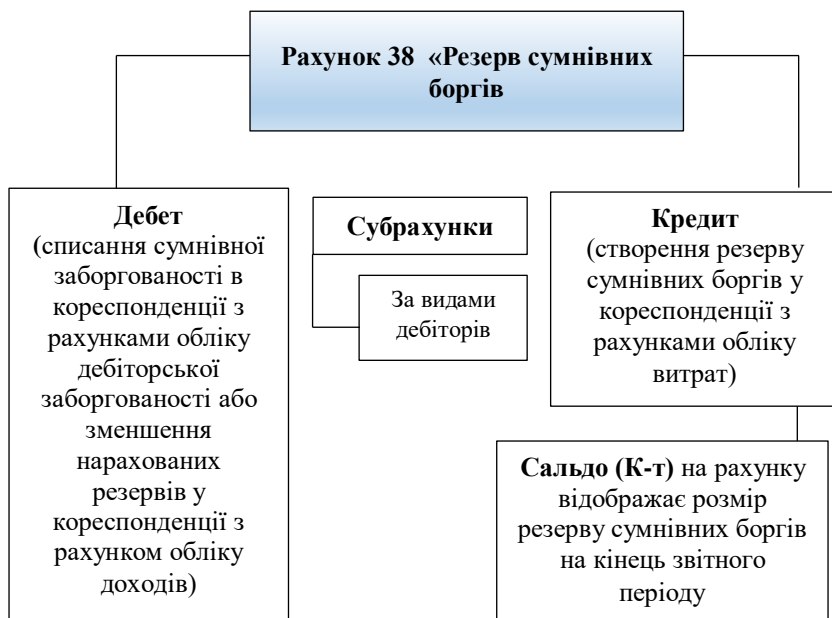 Рахунок 38 «Резерв сумнівних
боргів
Дебет
(списання сумнівної
заборгованості в
кореспонденції з
рахунками обліку
дебіторської
заборгованості або
зменшення
нарахованих
резервів у
кореспонденції з
рахунком обліку
доходів)
Субрахунки
За видами
дебіторів
Кредит
(створення резерву
сумнівних боргів у
кореспонденції з
рахунками обліку
витрат)
Сальдо (К-т) на рахунку
відображає розмір
резерву сумнівних боргів
на кінець звітного
періоду